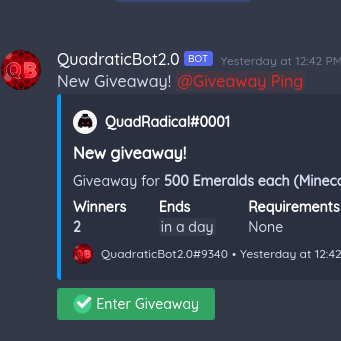 QB
QuadraticBot2.0 BOT Yesterday at 12:42 PM
New Giveaway! @Giveaway Ping
QuadRadical#0001
New giveaway!
Giveaway for 500 Emeralds each
Winners Ends Requirements
2 in a day None
QB QuadraticBot2.0#9340 • Yesterday at 12:42
Enter Giveaway